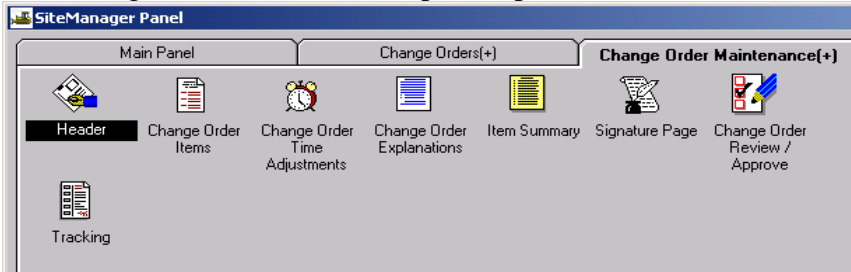 SiteManager Panel
Main Panel
Change Orders(+)
Change Order Maintenance(+)
Header
Change Order
Items
Change Order
Time
Adjustments
Change Order
Explanations
Item Summary
Signature Page
Change Order
Review /
Approve
Tracking